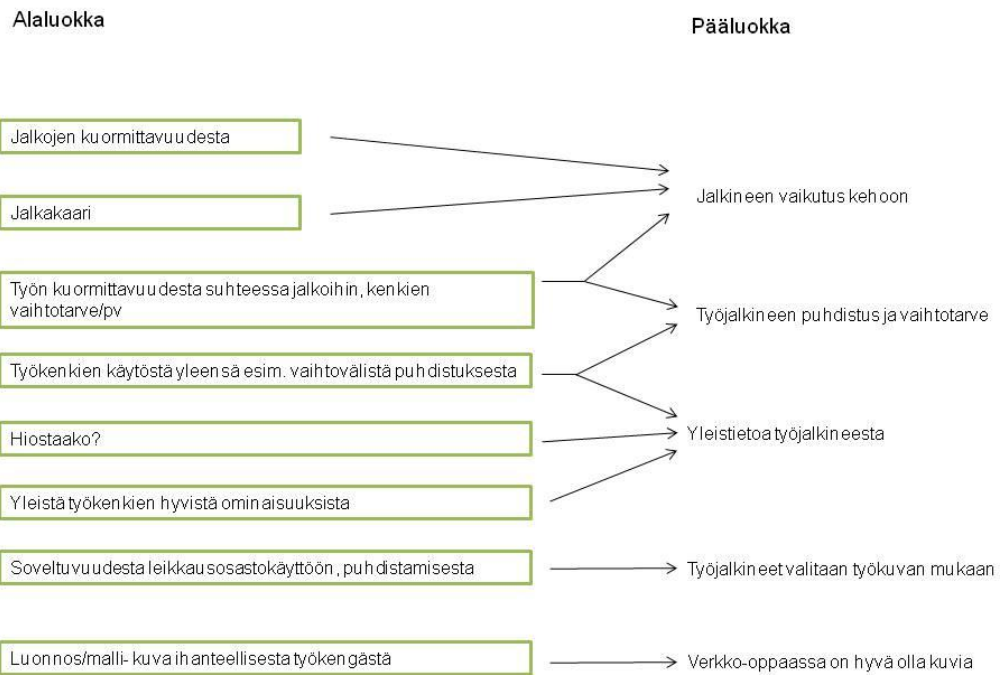 Alaluokka
Pääluokka
Jalkojen kuormittavuudesta
Jalkakaari
Työn kuormittavuudesta suhteessa jalkoihin, kenkien
vaihtotarve/pv
Työkenkien käytöstä yleensä esim. vaihtovälistä puhdistuksesta
Hiostaako?
Yleistä työkenkien hyvistä ominaisuuksista
Soveltuvuudesta leikkausosastokäyttöön, puhdistamisesta
Luonnos/malli- kuva ihanteellisesta työkengästä
Jalkineen vaikutus kehoon
Työjalkineen puhdistus ja vaihtotarve
Yleistietoa työjalkineesta
Työjalkineet valitaan työkuvan mukaan
Verkko-oppaassa on hyvä olla kuvia